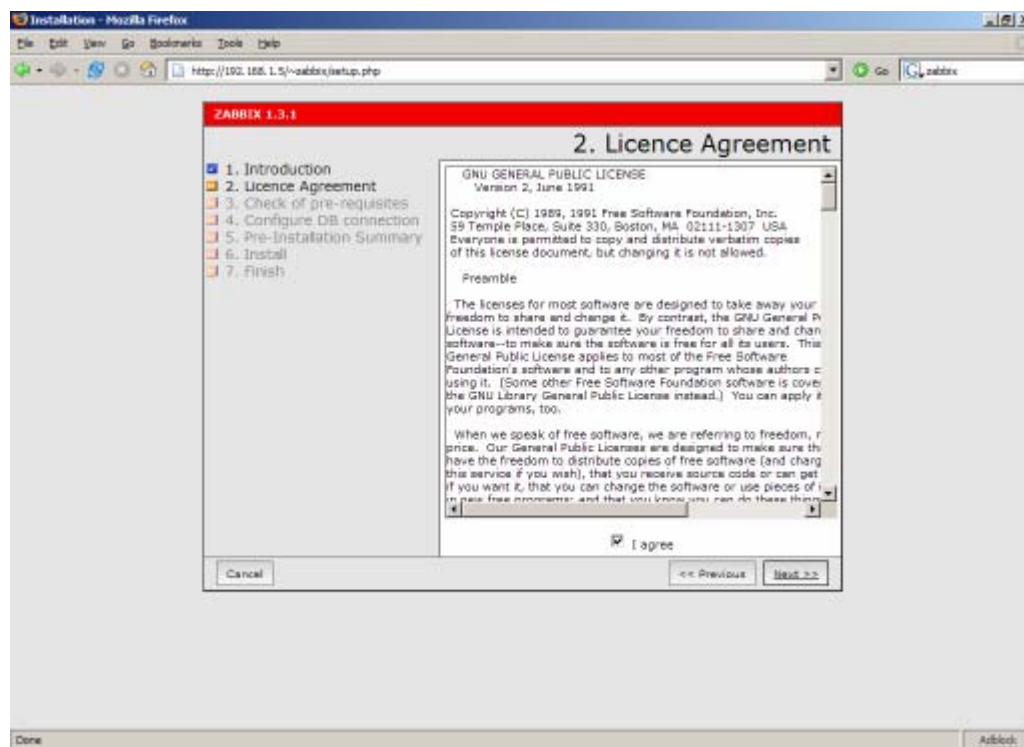 Installation - Mozilla Firefox
File Edit View Go Bookmarks Tools Help
http://192.168.1.5/~zabbix/setup.php
Go
zabbix
ZABBIX 1.3.1
2. Licence Agreement
1. Introduction
2. Licence Agreement
3. Check of pre-requisites
4. Configure DB connection
5. Pre-Installation Summary
6. Install
7. Finish
GNU GENERAL PUBLIC LICENSE
Version 2, June 1991
Copyright (C) 1989, 1991 Free Software Foundation, Inc.
59 Temple Place, Suite 330, Boston, MA 02111-1307 USA
Everyone is permitted to copy and distribute verbatim copies
of this license document, but changing it is not allowed.
Preamble
The licenses for most software are designed to take away your
freedom to share and change it. By contrast, the GNU General
License is intended to guarantee your freedom to share and chan
software--to make sure the software is free for all its users. This
General Public License applies to most of the Free Software
Foundation's software and to any other program whose authors
using it. (Some other Free Software Foundation software is
the GNU Library General Public License instead.) You can apply
your programs, too.
When we speak of free software, we are referring to freedom,
price. Our General Public Licenses are designed to make sure
have the freedom to distribute copies of free software (and charg
this service if you wish), that you receive source code or can get
if you want it, that you can change the software or use pieces of
in new free programs; and that you know you can do these
I agree
Cancel
<< Previous
Next >>
Done
Adblock